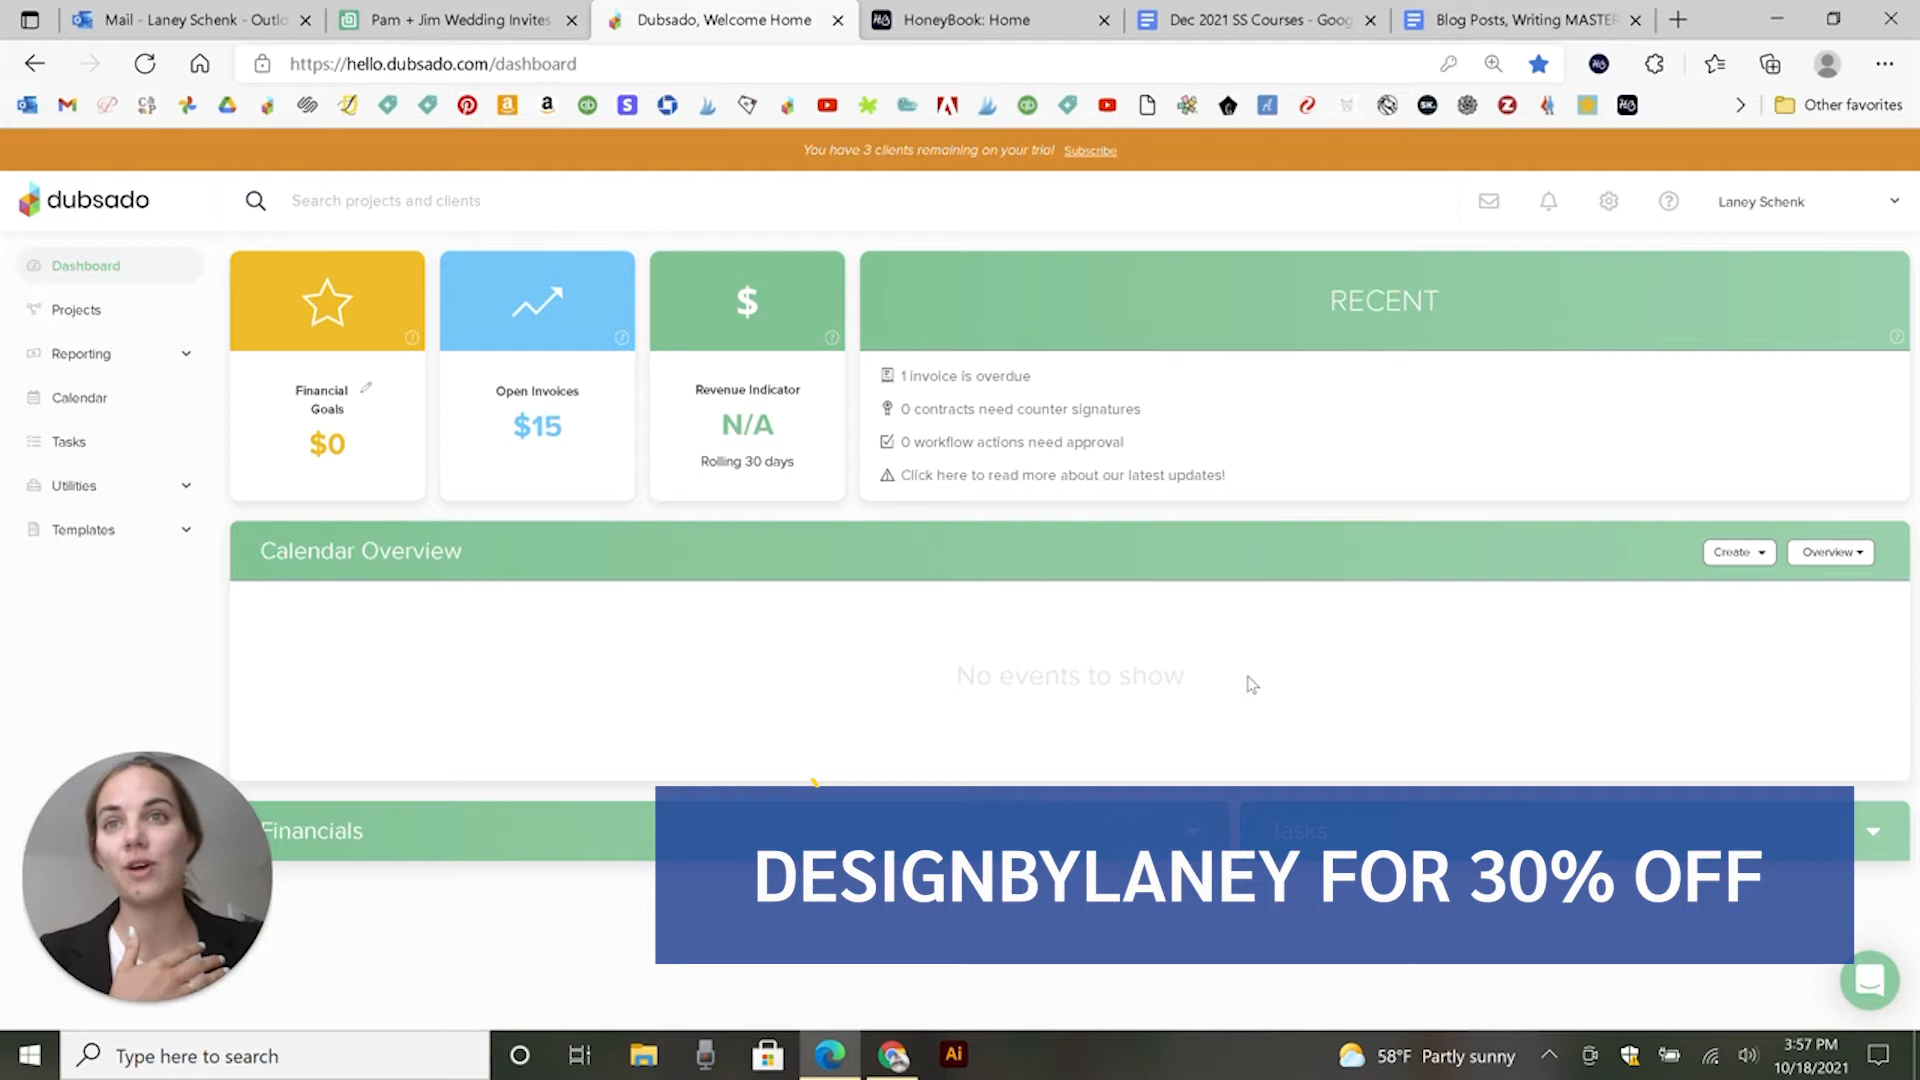 Mail - Laney Schenk - Outlo
Pam + Jim Wedding Invites
Dubsado, Welcome Home
HoneyBook: Home
Dec 2021 SS Courses - Goog
Blog Posts, Writing MASTER
https://hello.dubsado.com/dashboard
Other favorites
You have 3 clients remaining on your trial Subscribe
dubsado
Search projects and clients
Laney Schenk
Dashboard
Projects
Reporting
Calendar
Tasks
Utilities
Templates
Financial
Goals
$0
Open Invoices
$15
$
Revenue Indicator
N/A
Rolling 30 days
RECENT
1 invoice is overdue
0 contracts need counter signatures
0 workflow actions need approval
Click here to read more about our latest updates!
Calendar Overview
Create
Overview
No events to show
Financials
Tasks
DESIGNBYLANEY FOR 30% OFF
Type here to search
Ai
58°F Partly sunny
3:57 PM
10/18/2021